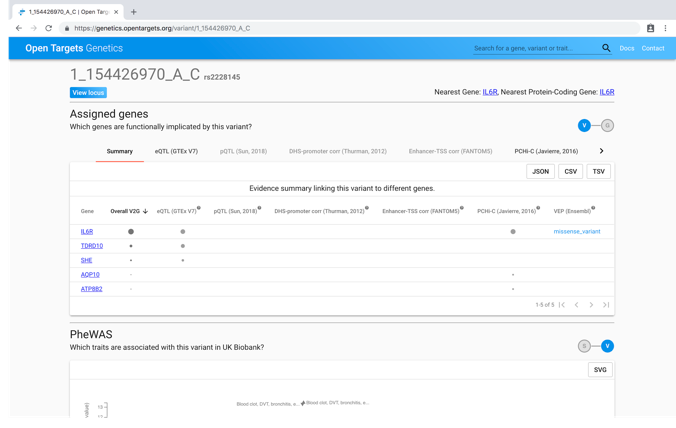 1_154426970_A_C | Open Targ
https://genetics.opentargets.org/variant/1_154426970_A_C
Open Targets Genetics
Search for a gene, variant or trait...
Docs
Contact
1_154426970_A_C rs2228145
View locus
Nearest Gene: IL6R, Nearest Protein-Coding Gene: IL6R
Assigned genes
Which genes are functionally implicated by this variant?
V G
Summary eQTL (GTEx V7) pQTL (Sun, 2018) DHS-promoter corr (Thurman, 2012) Enhancer-TSS corr (FANTOM5) PCHi-C (Javierre, 2016)
JSON CSV TSV
Evidence summary linking this variant to different genes.
Gene Overall V2G eQTL (GTEx V7) pQTL (Sun, 2018) DHS-promoter corr (Thurman, 2012) Enhancer-TSS corr (FANTOM5) PCHi-C (Javierre, 2016) VEP (Ensembl)
IL6R missense_variant
TDRD10
SHE
AQP10
ATP8B2
1-5 of 5
PheWAS
Which traits are associated with this variant in UK Biobank?
S V
SVG
Blood clot, DVT, bronchitis, e... Blood clot, DVT, bronchitis, e...
value)
13